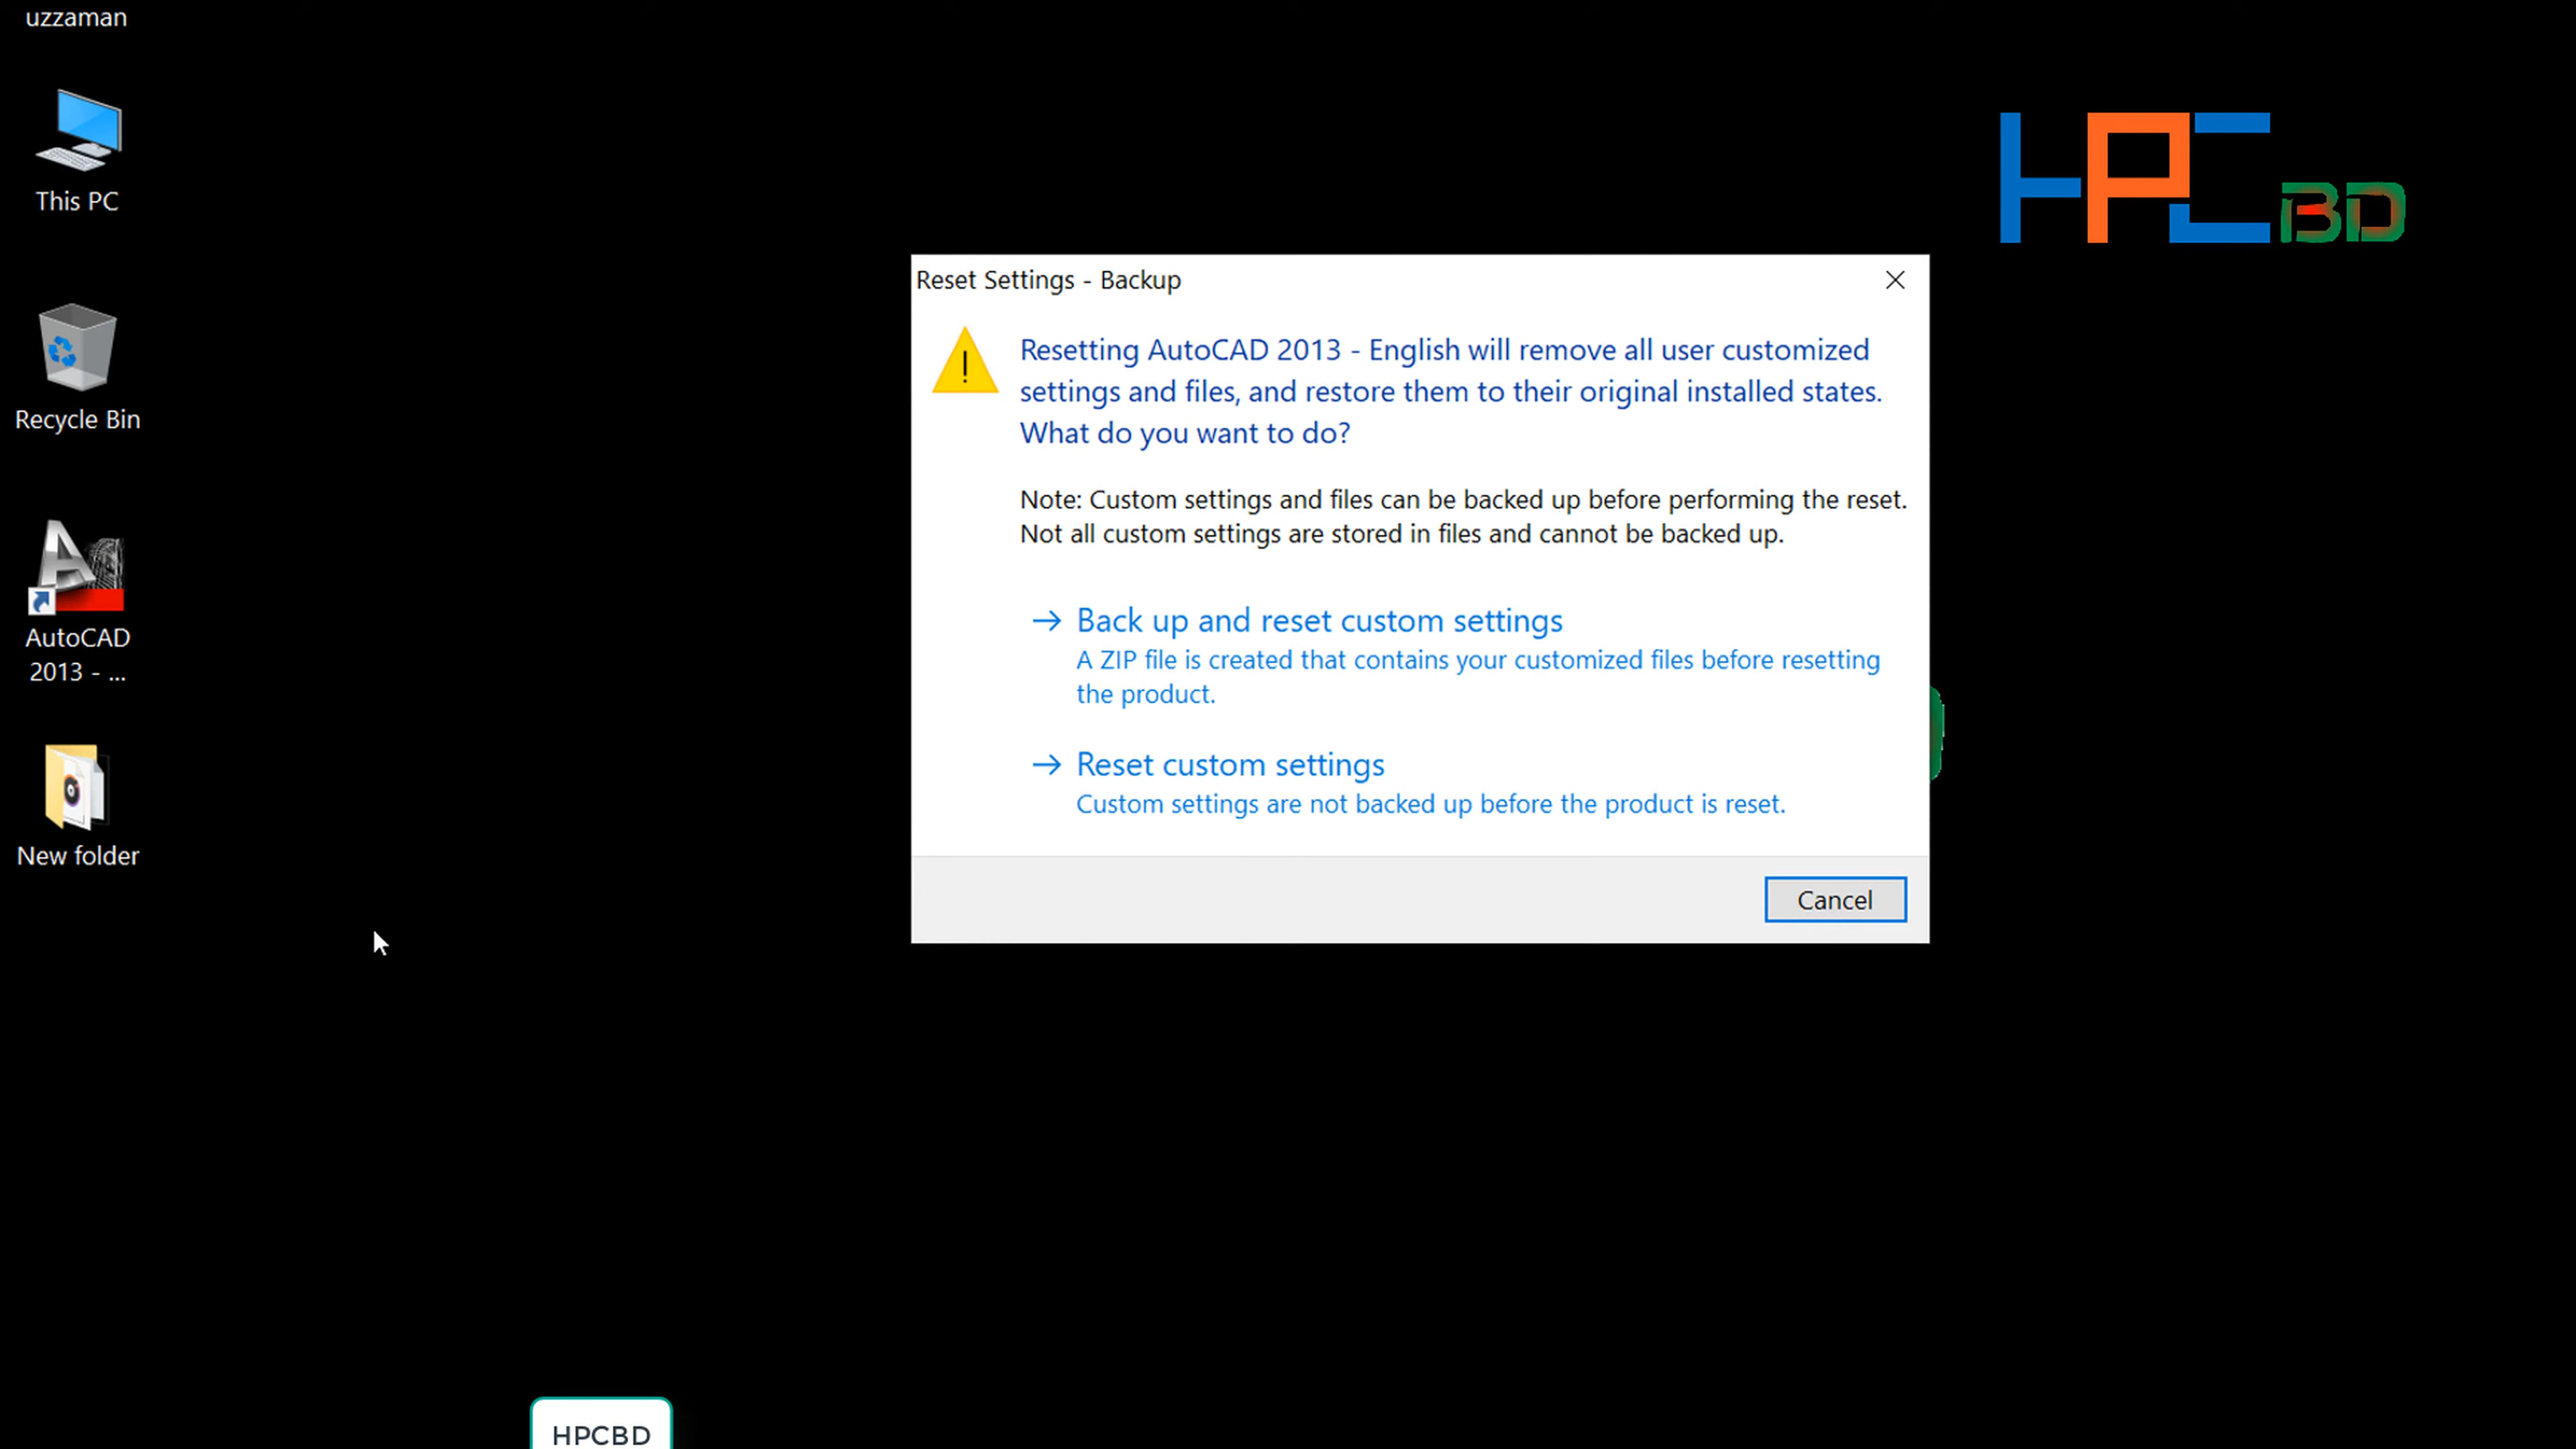 uzzaman
This PC
Recycle Bin
AutoCAD
2013 - ...
New folder
HPC BD
Reset Settings - Backup
Resetting AutoCAD 2013 - English will remove all user customized
settings and files, and restore them to their original installed states.
What do you want to do?
Note: Custom settings and files can be backed up before performing the reset.
Not all custom settings are stored in files and cannot be backed up.
Back up and reset custom settings
A ZIP file is created that contains your customized files before resetting
the product.
Reset custom settings
Custom settings are not backed up before the product is reset.
Cancel
HPCBD